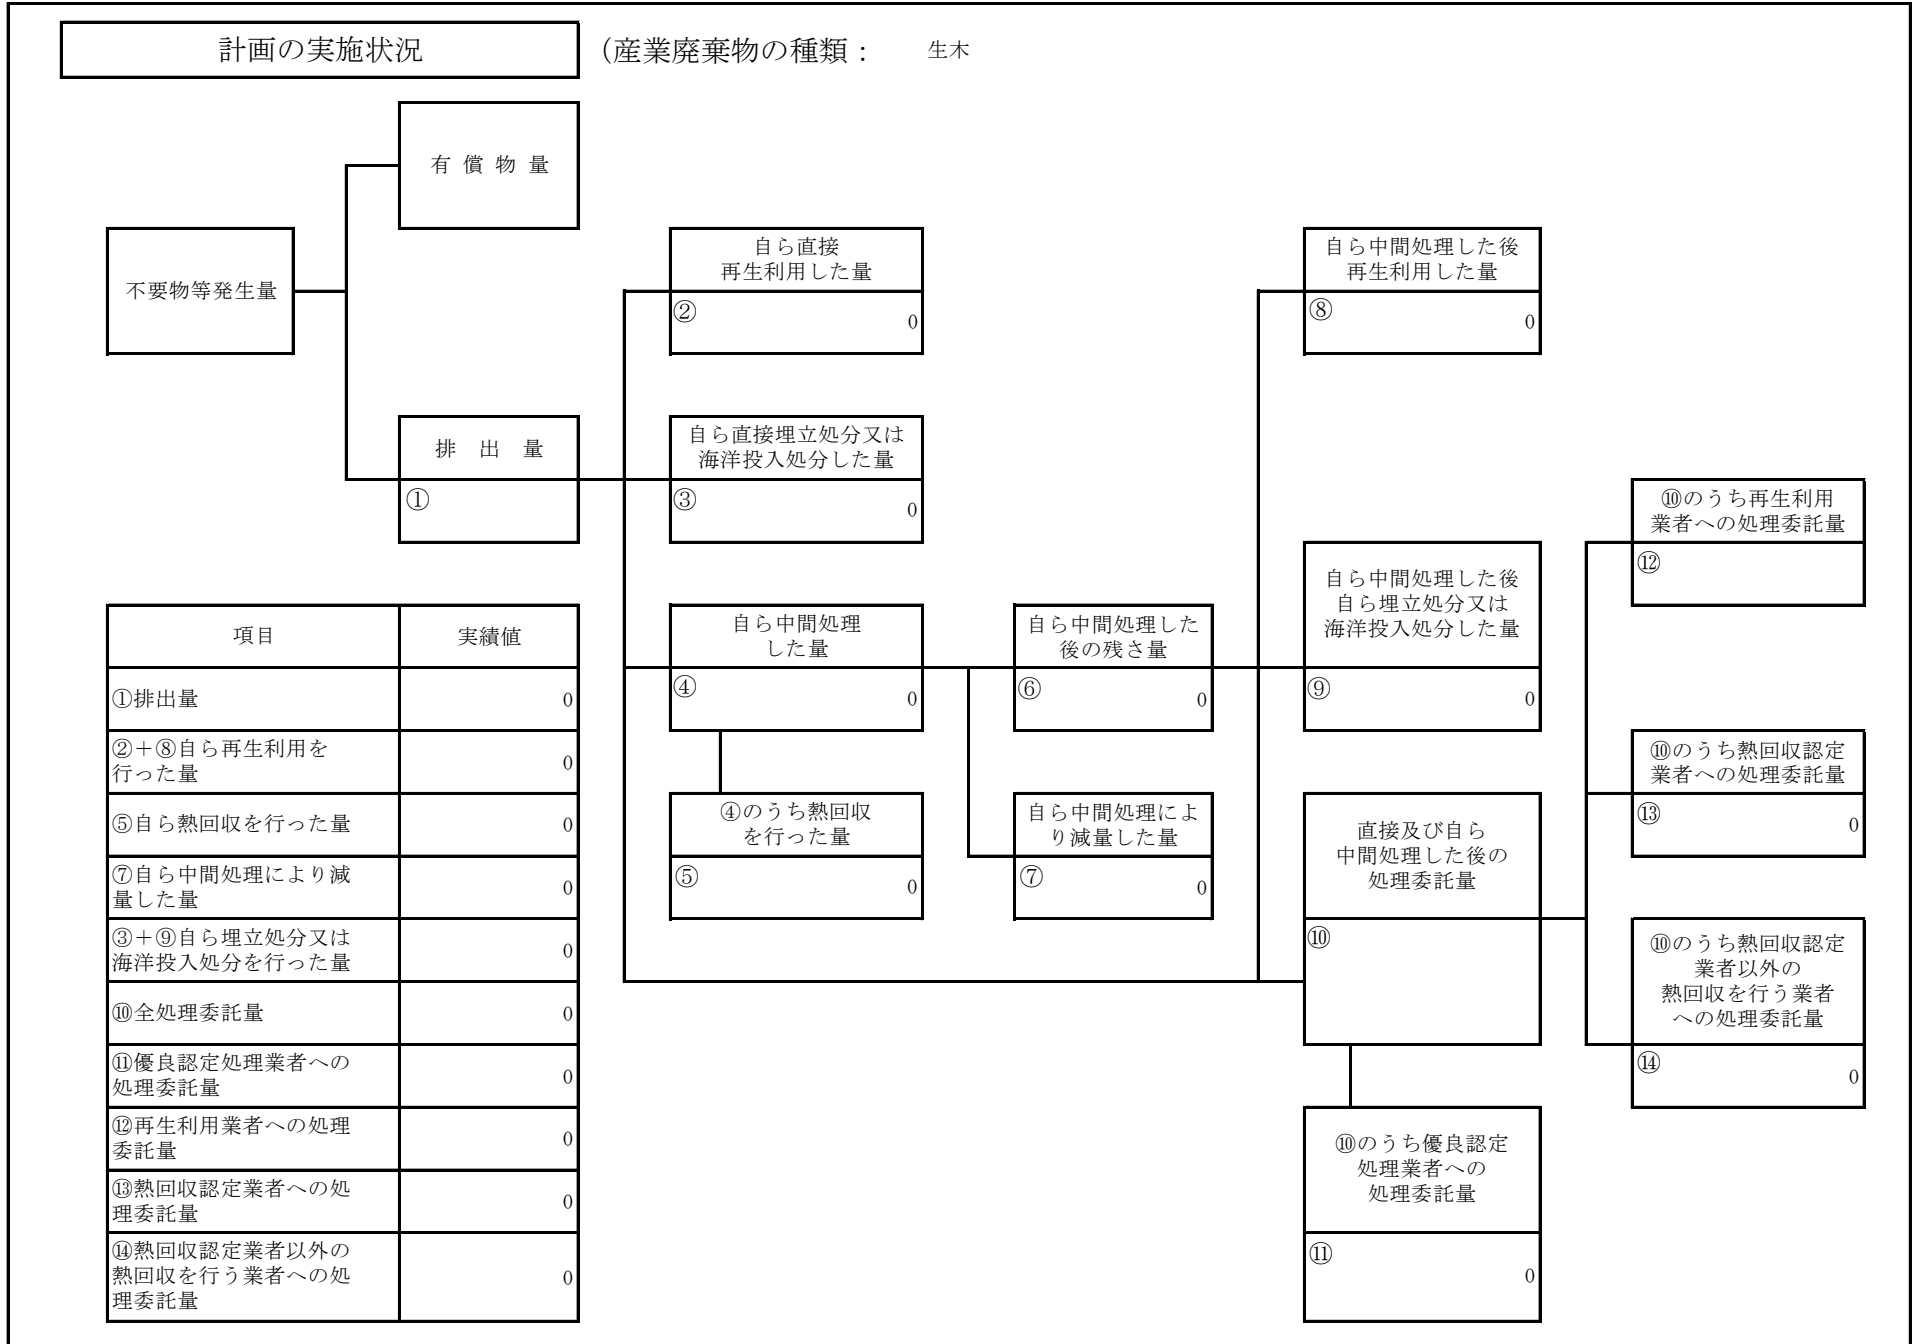 計画の実施状況
(産業廃棄物の種類： 生木
有 償 物 量
不要物等発生量
自ら直接
再生利用した量
② 0
自ら中間処理した後
再生利用した量
⑧ 0
排 出 量
①
自ら直接埋立処分又は
海洋投入処分した量
③ 0
⑩のうち再生利用
業者への処理委託量
⑫
自ら中間処理した後
自ら埋立処分又は
海洋投入処分した量
⑨ 0
自ら中間処理
した量
④ 0
自ら中間処理した
後の残さ量
⑥ 0
⑩のうち熱回収認定
業者への処理委託量
⑬ 0
④のうち熱回収
を行った量
⑤ 0
自ら中間処理によ
り減量した量
⑦ 0
直接及び自ら
中間処理した後の
処理委託量
⑩
⑩のうち熱回収認定
業者以外の
熱回収を行う業者
への処理委託量
⑭ 0
⑩のうち優良認定
処理業者への
処理委託量
⑪ 0
項目 実績値
①排出量 0
②＋⑧自ら再生利用を
行った量 0
⑤自ら熱回収を行った量 0
⑦自ら中間処理により減
量した量 0
③＋⑨自ら埋立処分又は
海洋投入処分を行った量 0
⑩全処理委託量 0
⑪優良認定処理業者への
処理委託量 0
⑫再生利用業者への処理
委託量 0
⑬熱回収認定業者への処
理委託量 0
⑭熱回収認定業者以外の
熱回収を行う業者への処
理委託量 0